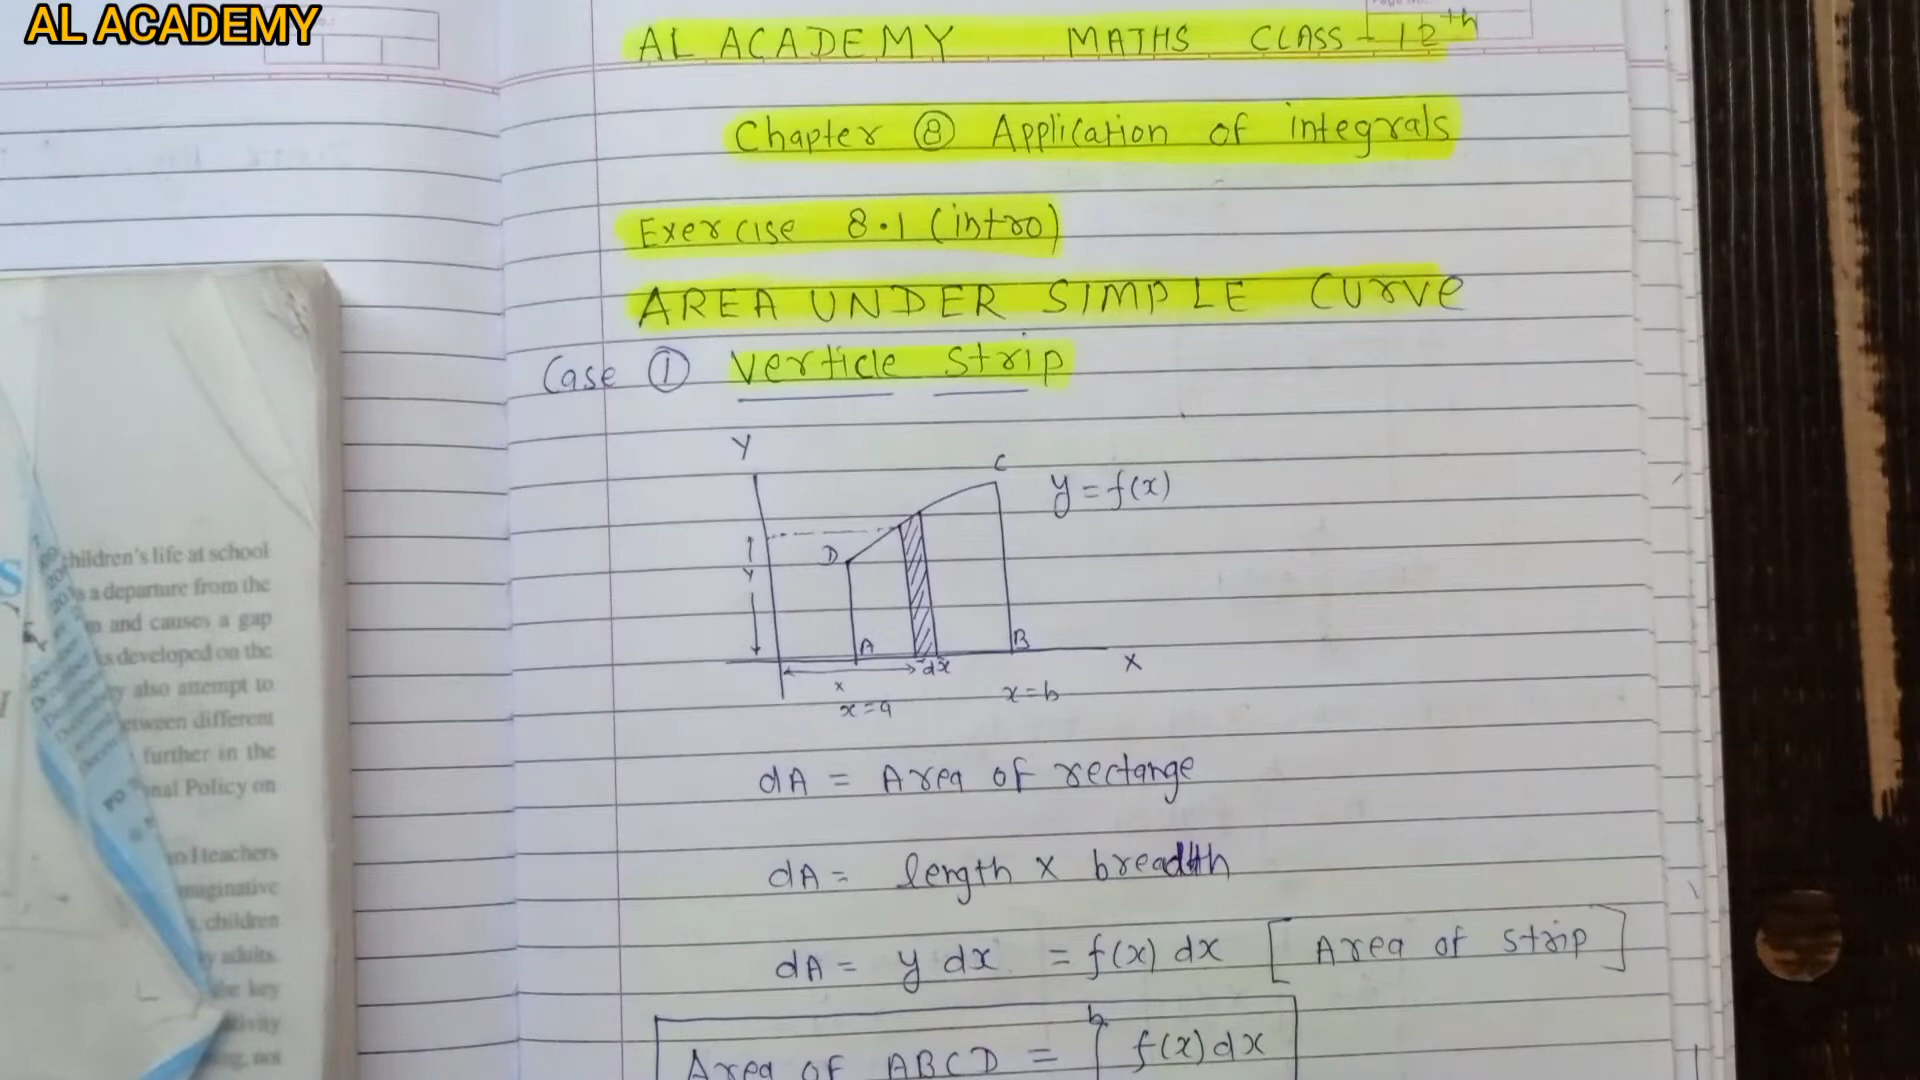 AL ACADEMY
AL ACADEMY MATHS CLASS - 12th
Chapter ⑧ Application of integrals
Exercise 8.1 (intro)
AREA UNDER SIMPLE CURVE
Case ① Verticle Strip
Y
C
y = f(x)
D
y
A
B
dx
X
x
x=a
x=b
dA = Area of rectange
dA = length x breadth
dA = y dx = f(x) dx [Area of strip]
Area of ABCD = ∫ b f(x) dx
children's life at school
a departure from the
and causes a gap
developed on the
also attempt to
between different
further in the
nal Policy on
teachers
imaginative
children
adults.
key
not